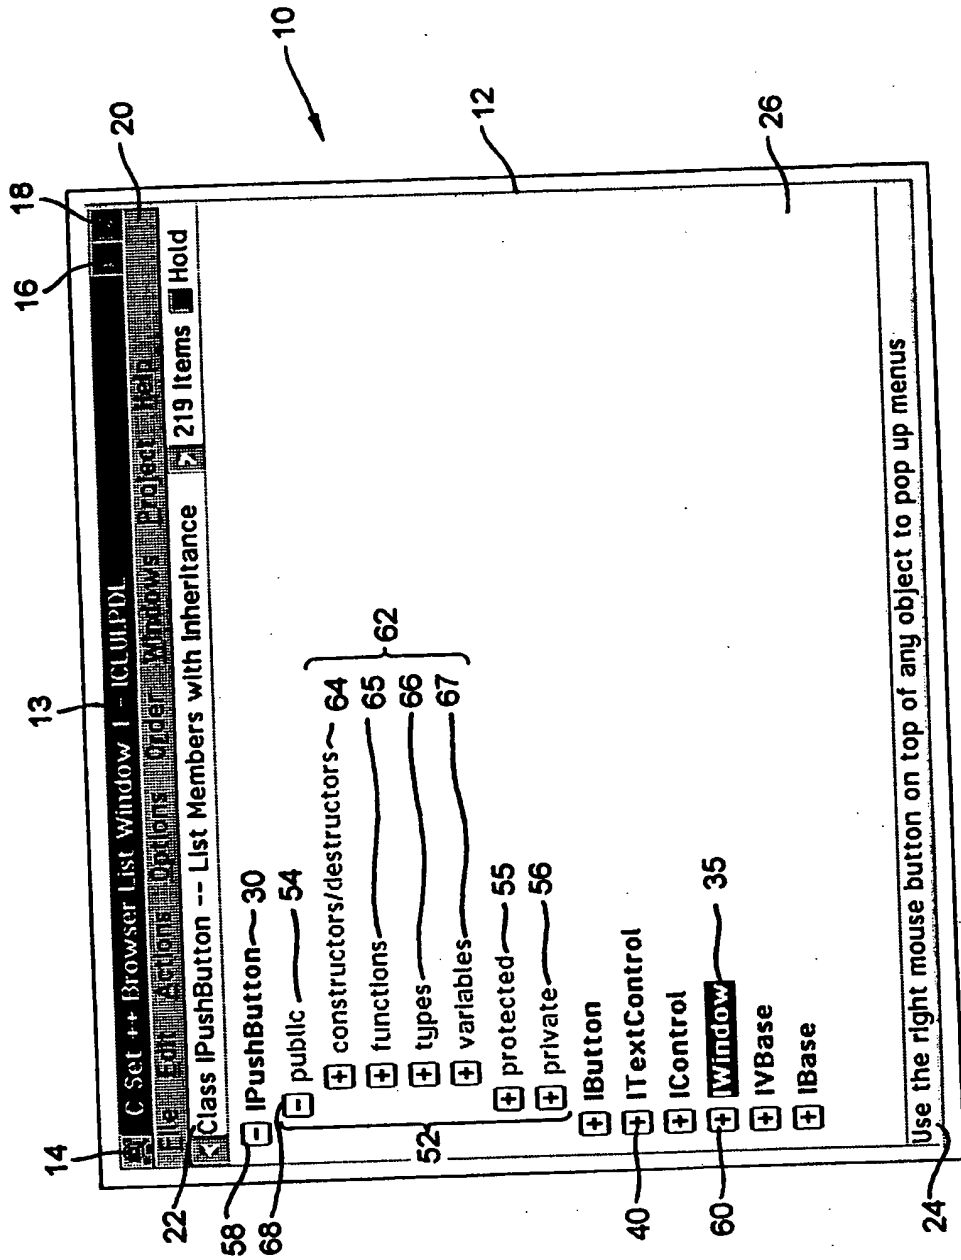 10
13
16
18
14
C Set ++ Browser List Window 1 - ICLUI.PDL
20
File Edit Actions Options Order Windows Project Help
22
Class IPushButton -- List Members with Inheritance 219 Items Hold
58 - IPushButton 30
68 - public 54
+ constructors/destructors 64
+ functions 65
62
+ types 66
+ variables 67
52
+ protected 55
+ private 56
12
+ IButton
40 + ITextControl
+ IControl
60 + IWindow 35
+ IVBase
+ IBase
26
24
Use the right mouse button on top of any object to pop up menus